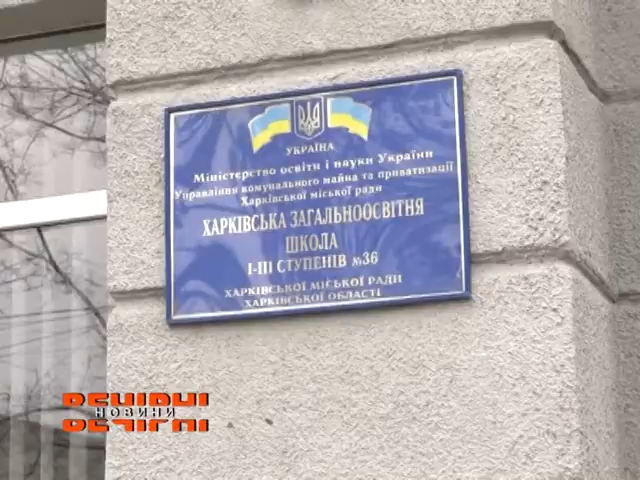 УКРАЇНА
Міністерство освіти і науки України
Управління комунального майна та приватизації
Харківської міської ради
ХАРКІВСЬКА ЗАГАЛЬНООСВІТНЯ
ШКОЛА
І-ІІІ СТУПЕНІВ №36
ХАРКІВСЬКОЇ МІСЬКОЇ РАДИ
ХАРКІВСЬКОЇ ОБЛАСТІ
ВЕЧІРНІ
НОВИНИ
ВЕЧІРНІ